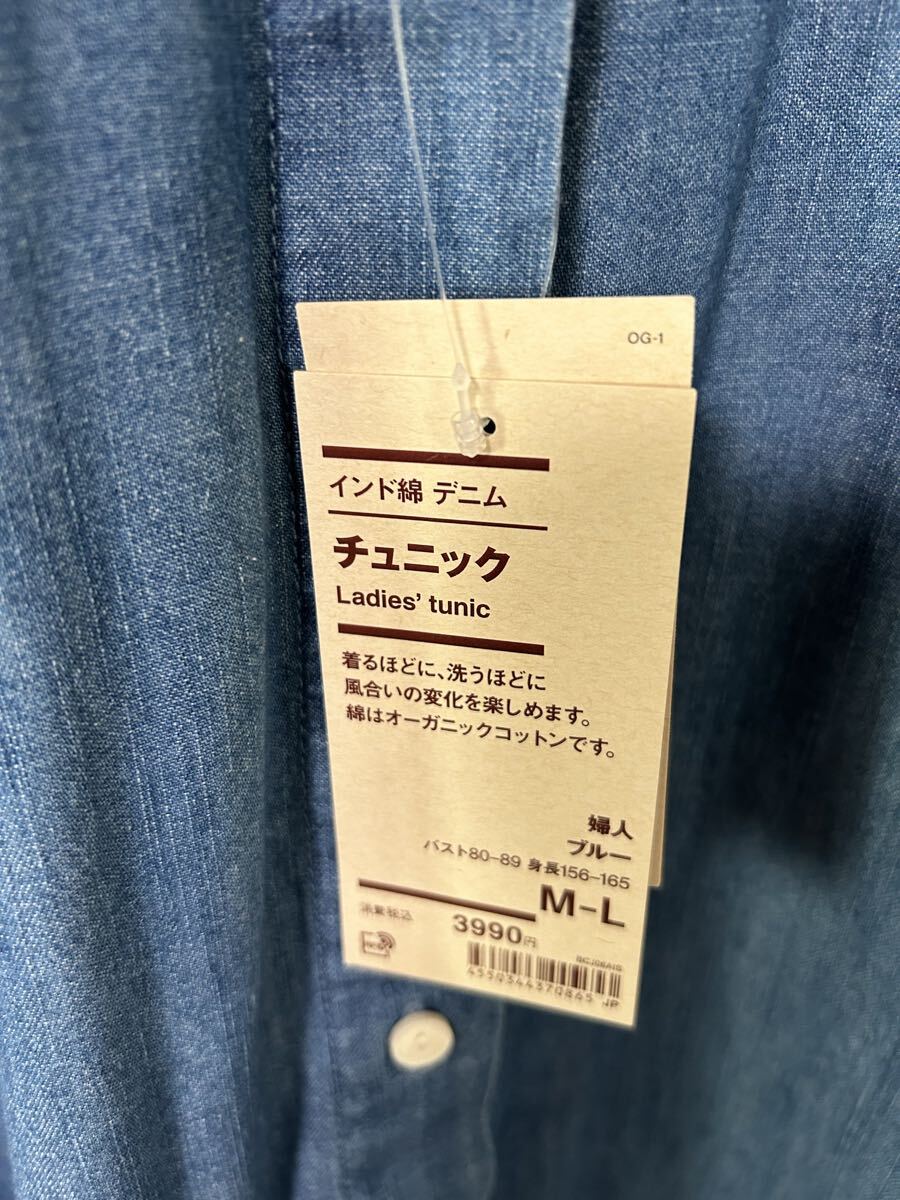 OG-1
インド綿 デニム
チュニック
Ladies' tunic
着るほどに、洗うほどに
風合いの変化を楽しめます。
綿はオーガニックコットンです。
婦人
ブルー
バスト80-89 身長156-165
M-L
消費税込 3990円
4550344370865 JP